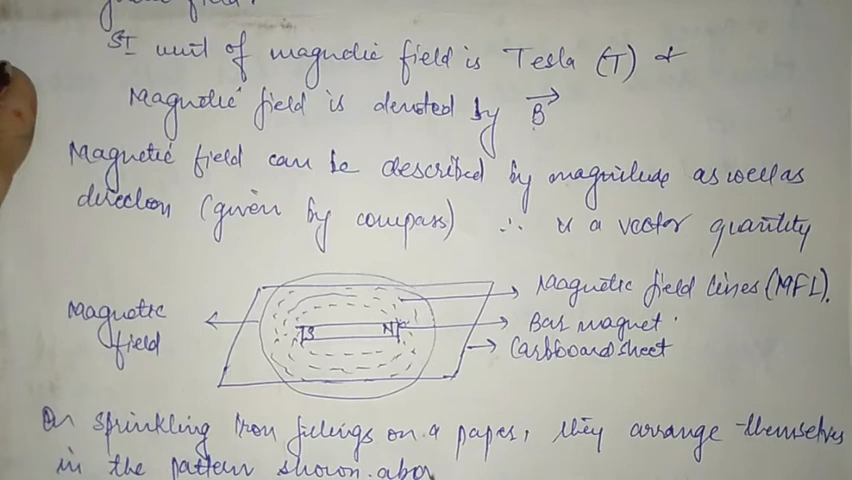 SI unit of magnetic field is Tesla (T) &
Magnetic field is denoted by B
Magnetic field can be described by magnitude as well as
direction (given by compass) ∴ is a vector quantity
Magnetic field lines (MFL).
Magnetic
field
S N
Bar magnet
Cardboard sheet
On sprinkling Iron fillings on a paper, they arrange themselves
in the pattern shown abov